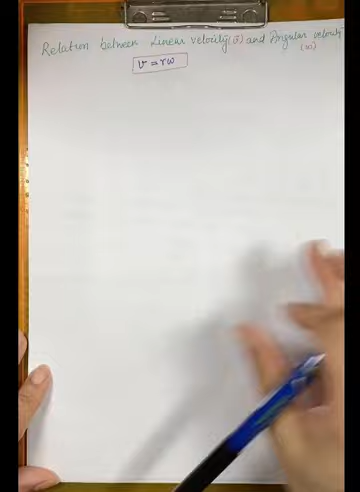 Relation between Linear velocity (v⃗) and Angular velocity
(ω)
v = rω